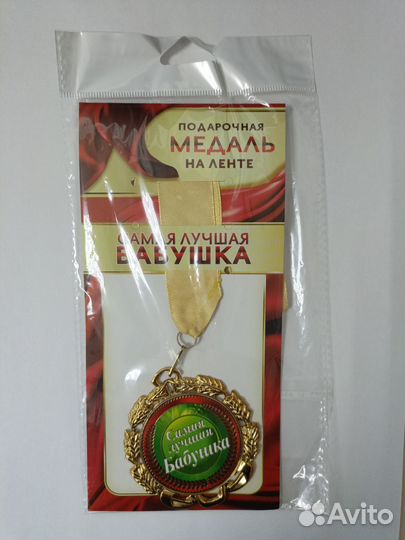 ПОДАРОЧНАЯ
МЕДАЛЬ
НА ЛЕНТЕ
САМАЯ ЛУЧШАЯ
БАБУШКА
Самая
лучшая
Бабушка
Avito